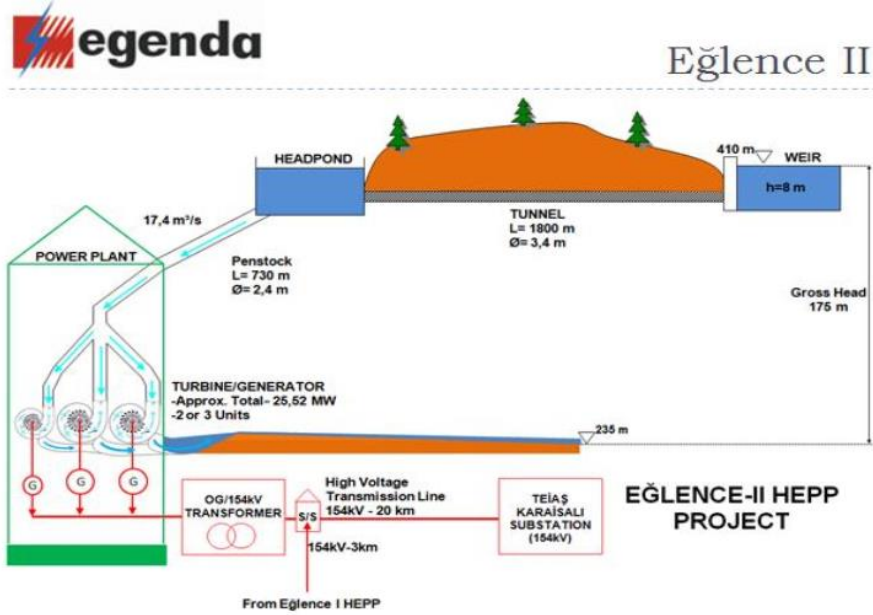 egenda
Eğlence II
HEADPOND
410 m
WEIR
h=8 m
17,4 m³/s
TUNNEL
L= 1800 m
Ø= 3,4 m
POWER PLANT
Penstock
L= 730 m
Ø= 2,4 m
Gross Head
175 m
TURBINE/GENERATOR
-Approx. Total- 25,52 MW
-2 or 3 Units
235 m
G
G
G
OG/154kV
TRANSFORMER
S/S
High Voltage
Transmission Line
154kV - 20 km
154kV-3km
TEİAŞ
KARAİSALI
SUBSTATION
(154kV)
EĞLENCE-II HEPP
PROJECT
From Eğlence I HEPP